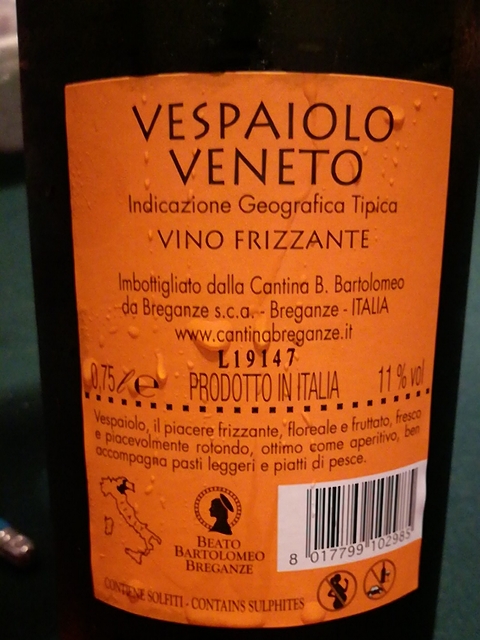 VESPAIOLO
VENETO
Indicazione Geografica Tipica
VINO FRIZZANTE
Imbottigliato dalla Cantina B. Bartolomeo
da Breganze s.c.a. - Breganze - ITALIA
www.cantinabreganze.it
L19147
0,75 l e PRODOTTO IN ITALIA 11 % vol
Vespaiolo, il piacere frizzante, floreale e fruttato, fresco
e piacevolmente rotondo, ottimo come aperitivo, ben
accompagna pasti leggeri e piatti di pesce.
BEATO
BARTOLOMEO
BREGANZE
8 017799 102985
CONTIENE SOLFITI - CONTAINS SULPHITES